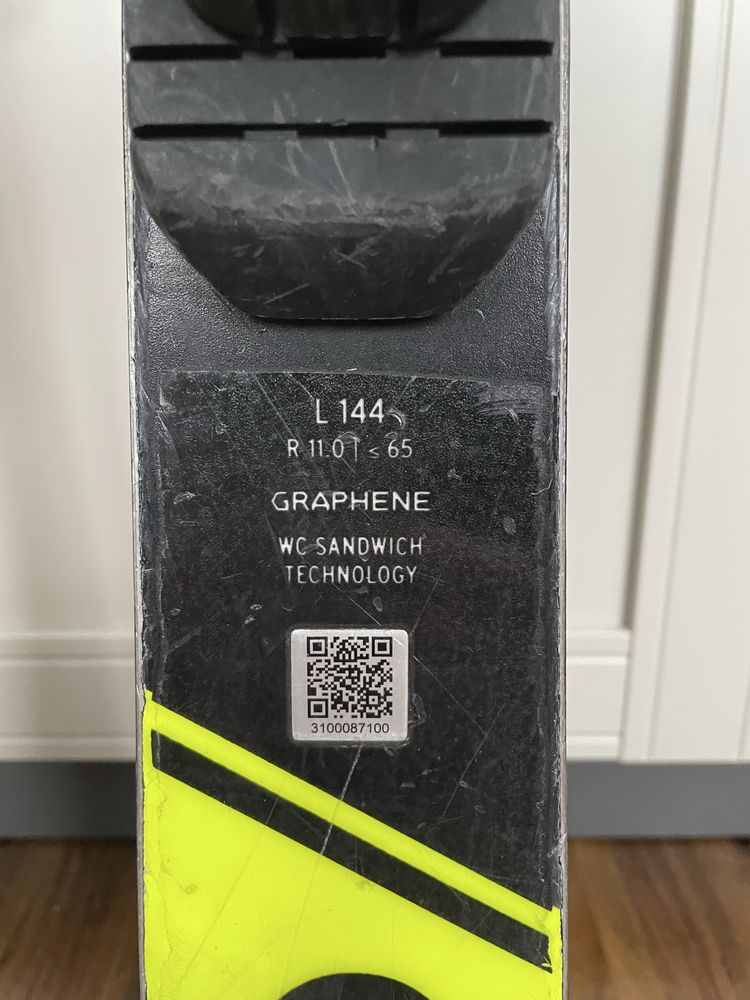 L 144
R 11.0 | < 65
GRAPHENE
WC SANDWICH
TECHNOLOGY
3100087100